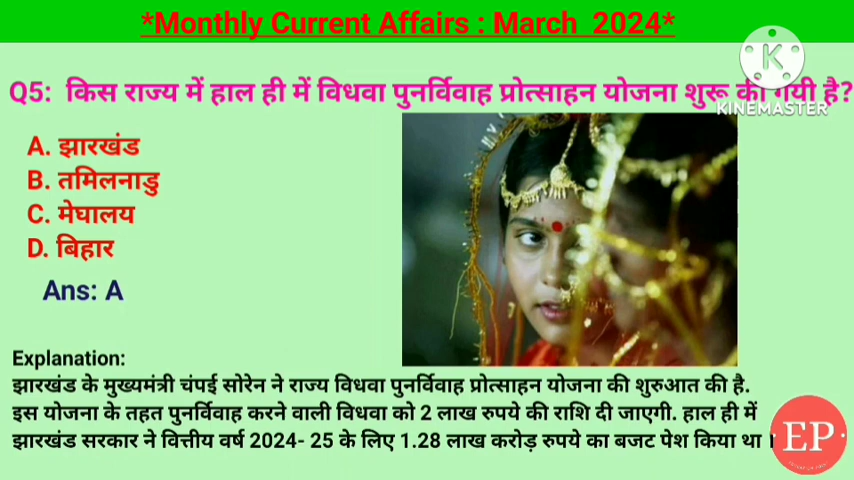 *Monthly Current Affairs : March 2024*
Q5: किस राज्य में हाल ही में विधवा पुनर्विवाह प्रोत्साहन योजना शुरू की गयी है?
KINEMASTER
A. झारखंड
B. तमिलनाडु
C. मेघालय
D. बिहार
Ans: A
Explanation:
झारखंड के मुख्यमंत्री चंपई सोरेन ने राज्य विधवा पुनर्विवाह प्रोत्साहन योजना की शुरुआत की है.
इस योजना के तहत पुनर्विवाह करने वाली विधवा को 2 लाख रुपये की राशि दी जाएगी. हाल ही में
झारखंड सरकार ने वित्तीय वर्ष 2024- 25 के लिए 1.28 लाख करोड़ रुपये का बजट पेश किया था ।
EP